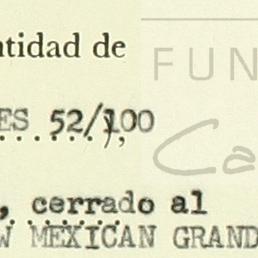 ntidad de
FUN
ES 52/100
.......),
Ca
, cerrado al
W MEXICAN GRAND